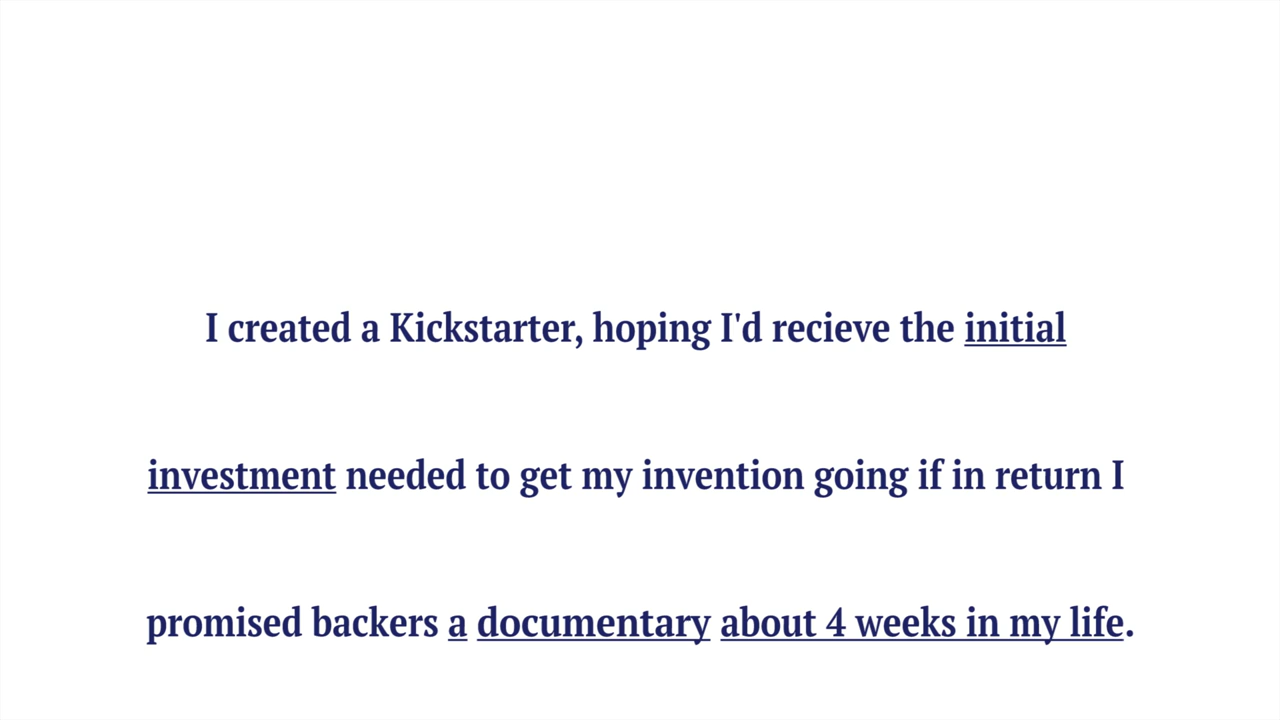 I created a Kickstarter, hoping I'd recieve the initial
investment needed to get my invention going if in return I
promised backers a documentary about 4 weeks in my life.